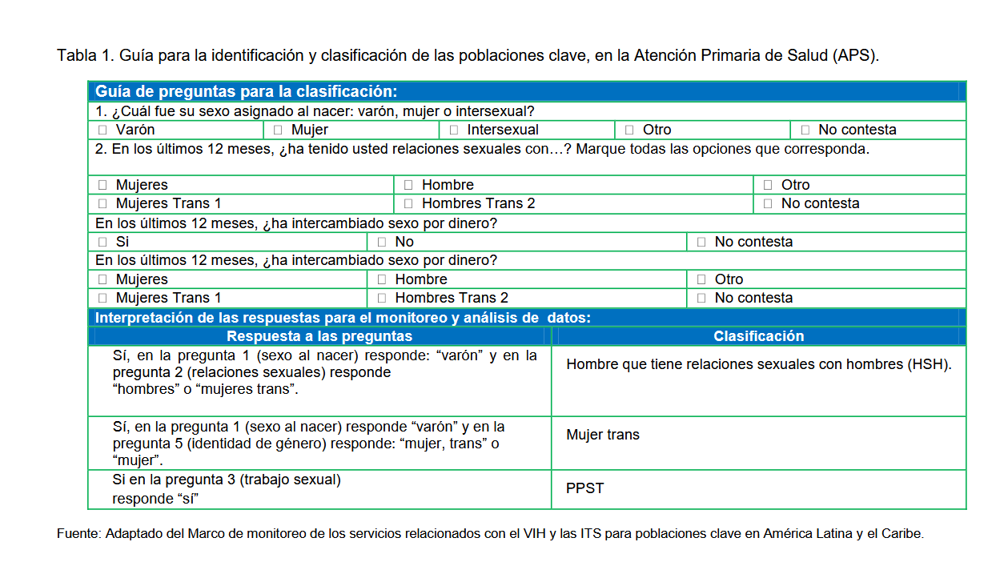 Tabla 1. Guía para la identificación y clasificación de las poblaciones clave, en la Atención Primaria de Salud (APS).
Guía de preguntas para la clasificación:
1. ¿Cuál fue su sexo asignado al nacer: varón, mujer o intersexual?
☐ Varón ☐ Mujer ☐ Intersexual ☐ Otro ☐ No contesta
2. En los últimos 12 meses, ¿ha tenido usted relaciones sexuales con…? Marque todas las opciones que corresponda.
☐ Mujeres ☐ Hombre ☐ Otro
☐ Mujeres Trans 1 ☐ Hombres Trans 2 ☐ No contesta
En los últimos 12 meses, ¿ha intercambiado sexo por dinero?
☐ Si ☐ No ☐ No contesta
En los últimos 12 meses, ¿ha intercambiado sexo por dinero?
☐ Mujeres ☐ Hombre ☐ Otro
☐ Mujeres Trans 1 ☐ Hombres Trans 2 ☐ No contesta
Interpretación de las respuestas para el monitoreo y análisis de datos:
Respuesta a las preguntas Clasificación
Sí, en la pregunta 1 (sexo al nacer) responde: “varón” y en la
pregunta 2 (relaciones sexuales) responde
“hombres” o “mujeres trans”.
Hombre que tiene relaciones sexuales con hombres (HSH).
Sí, en la pregunta 1 (sexo al nacer) responde “varón” y en la
pregunta 5 (identidad de género) responde: “mujer, trans” o
“mujer”.
Mujer trans
Si en la pregunta 3 (trabajo sexual)
responde “sí”
PPST
Fuente: Adaptado del Marco de monitoreo de los servicios relacionados con el VIH y las ITS para poblaciones clave en América Latina y el Caribe.